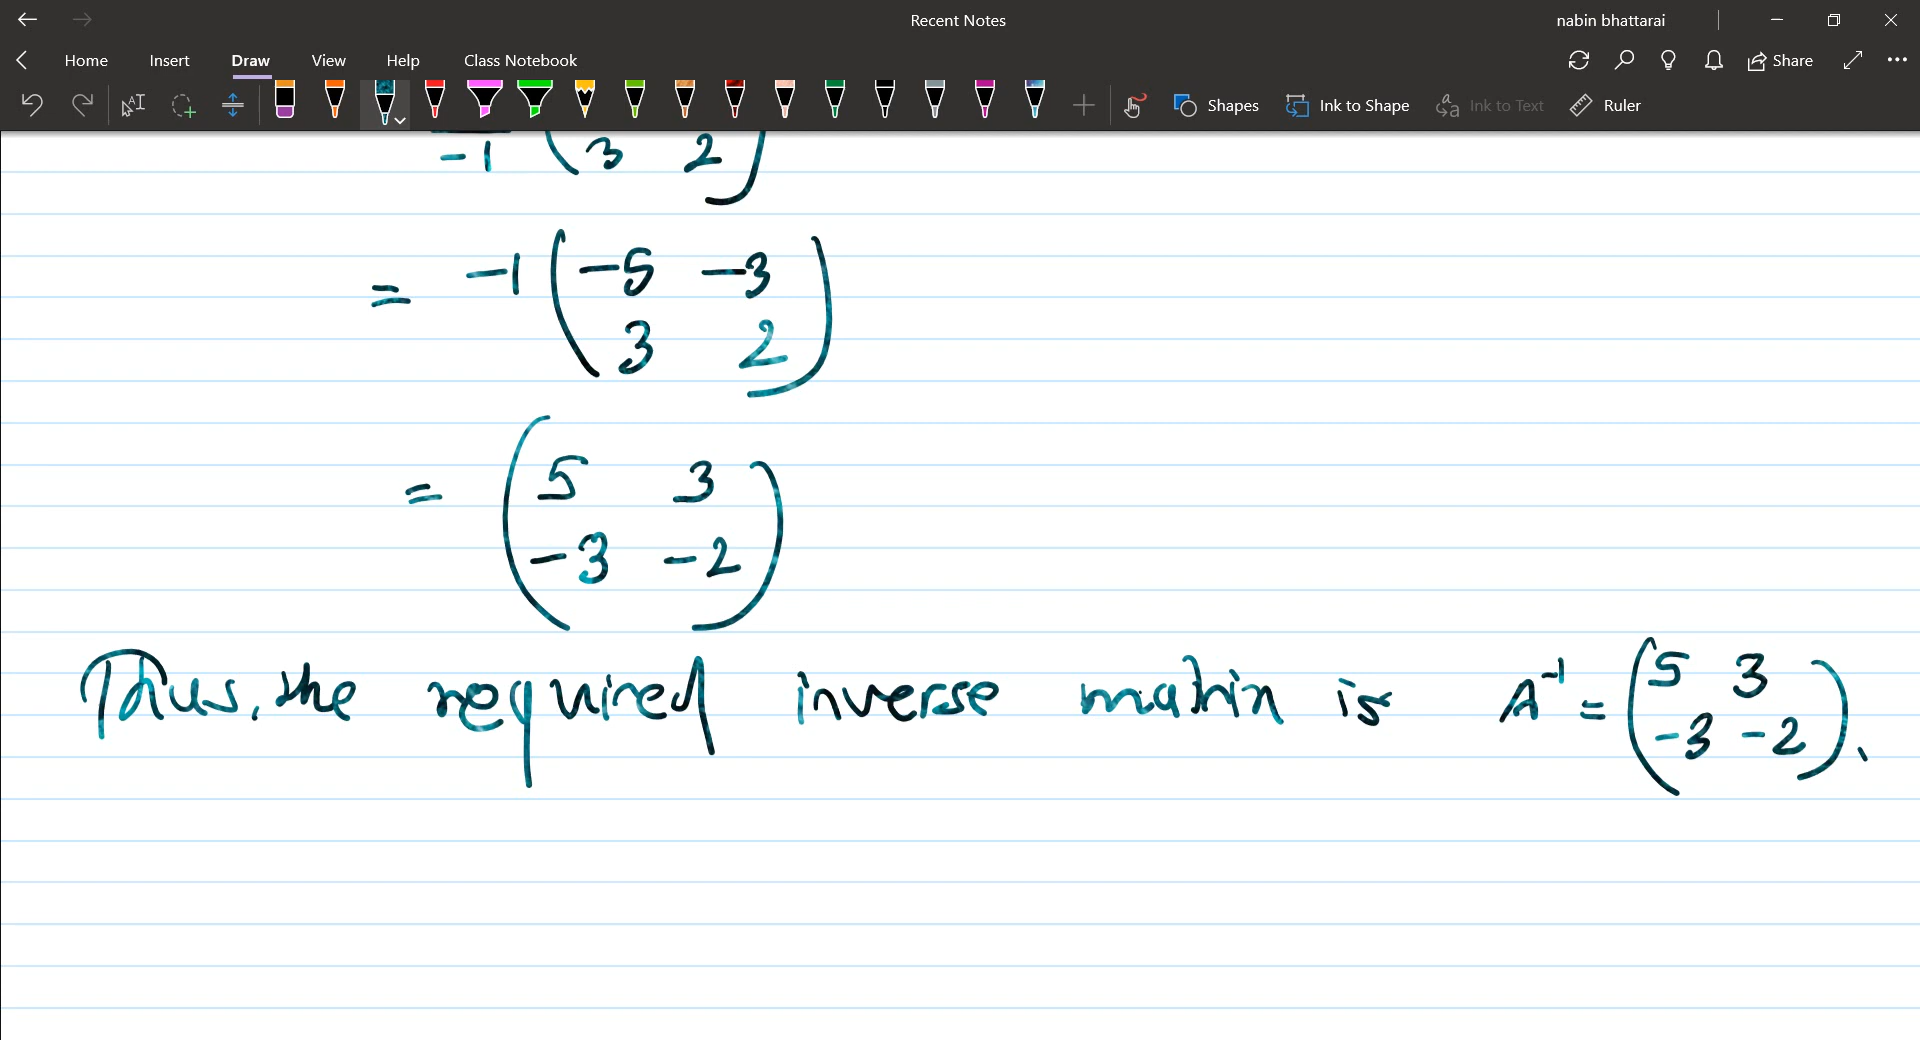 Recent Notes nabin bhattarai
Home Insert Draw View Help Class Notebook Share
Shapes Ink to Shape Ink to Text Ruler
-1 ( 3 2 )
= -1 ( -5 -3
3 2 )
= ( 5 3
-3 -2 )
Thus, the required inverse matrix is A⁻¹ = ( 5 3
-3 -2 ).